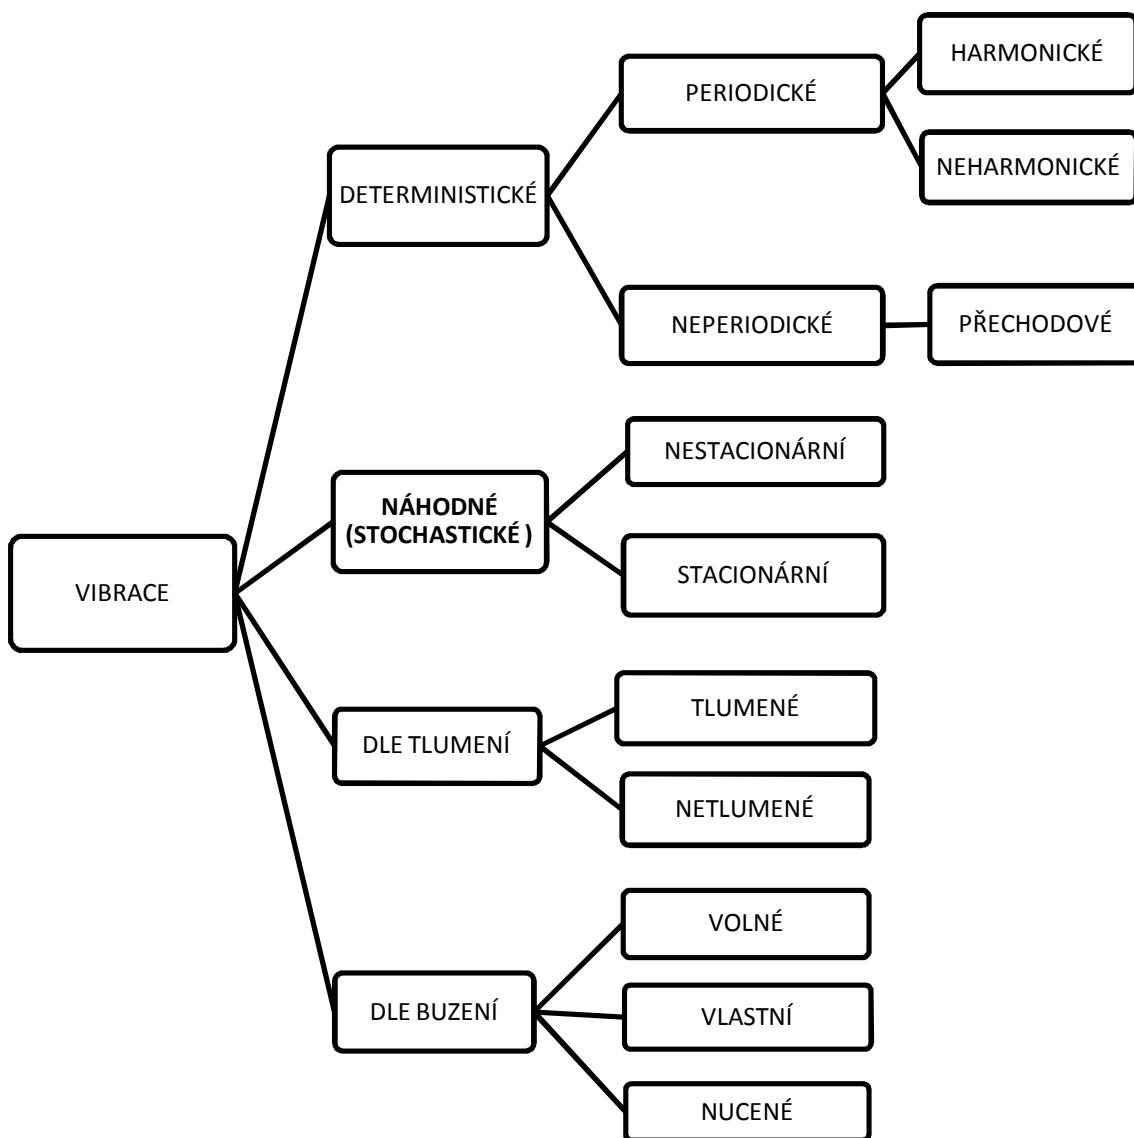 VIBRACE
DETERMINISTICKÉ
PERIODICKÉ
HARMONICKÉ
NEHARMONICKÉ
NEPERIODICKÉ
PŘECHODOVÉ
NÁHODNÉ
(STOCHASTICKÉ )
NESTACIONÁRNÍ
STACIONÁRNÍ
DLE TLUMENÍ
TLUMENÉ
NETLUMENÉ
DLE BUZENÍ
VOLNÉ
VLASTNÍ
NUCENÉ